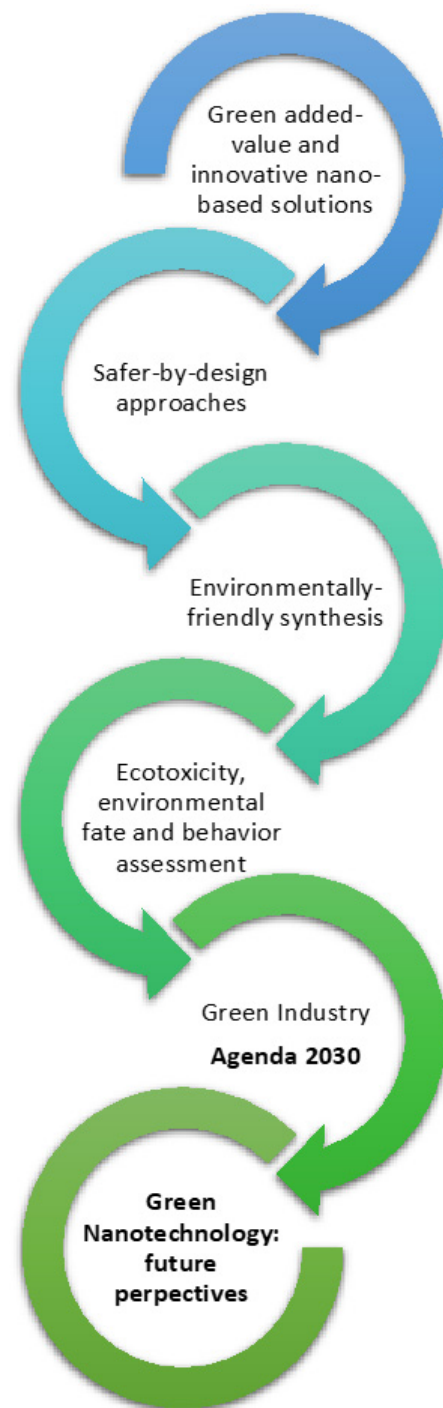 Green added-
value and
innovative nano-
based solutions
Safer-by-design
approaches
Environmentally-
friendly synthesis
Ecotoxicity,
environmental
fate and behavior
assessment
Green Industry
Agenda 2030
Green
Nanotechnology:
future
perpectives